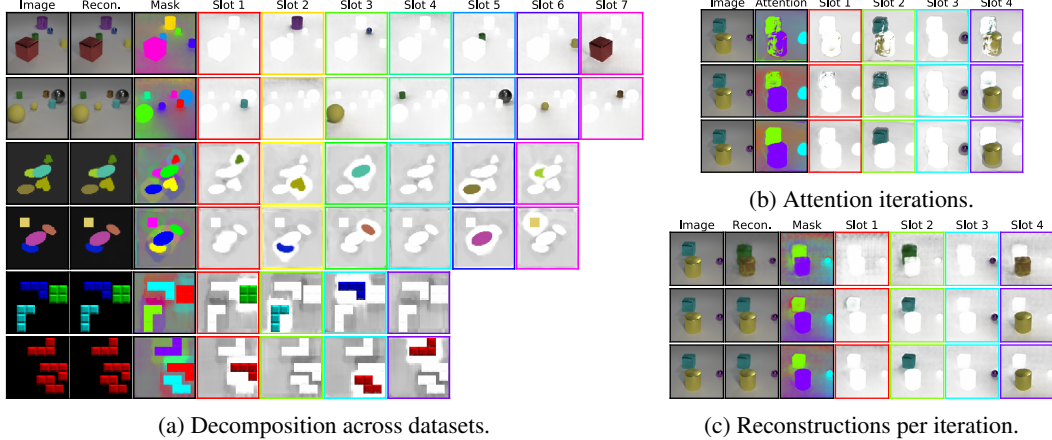 Image Recon. Mask Slot 1 Slot 2 Slot 3 Slot 4 Slot 5 Slot 6 Slot 7
(a) Decomposition across datasets.
Image Attention Slot 1 Slot 2 Slot 3 Slot 4
(b) Attention iterations.
Image Recon. Mask Slot 1 Slot 2 Slot 3 Slot 4
(c) Reconstructions per iteration.